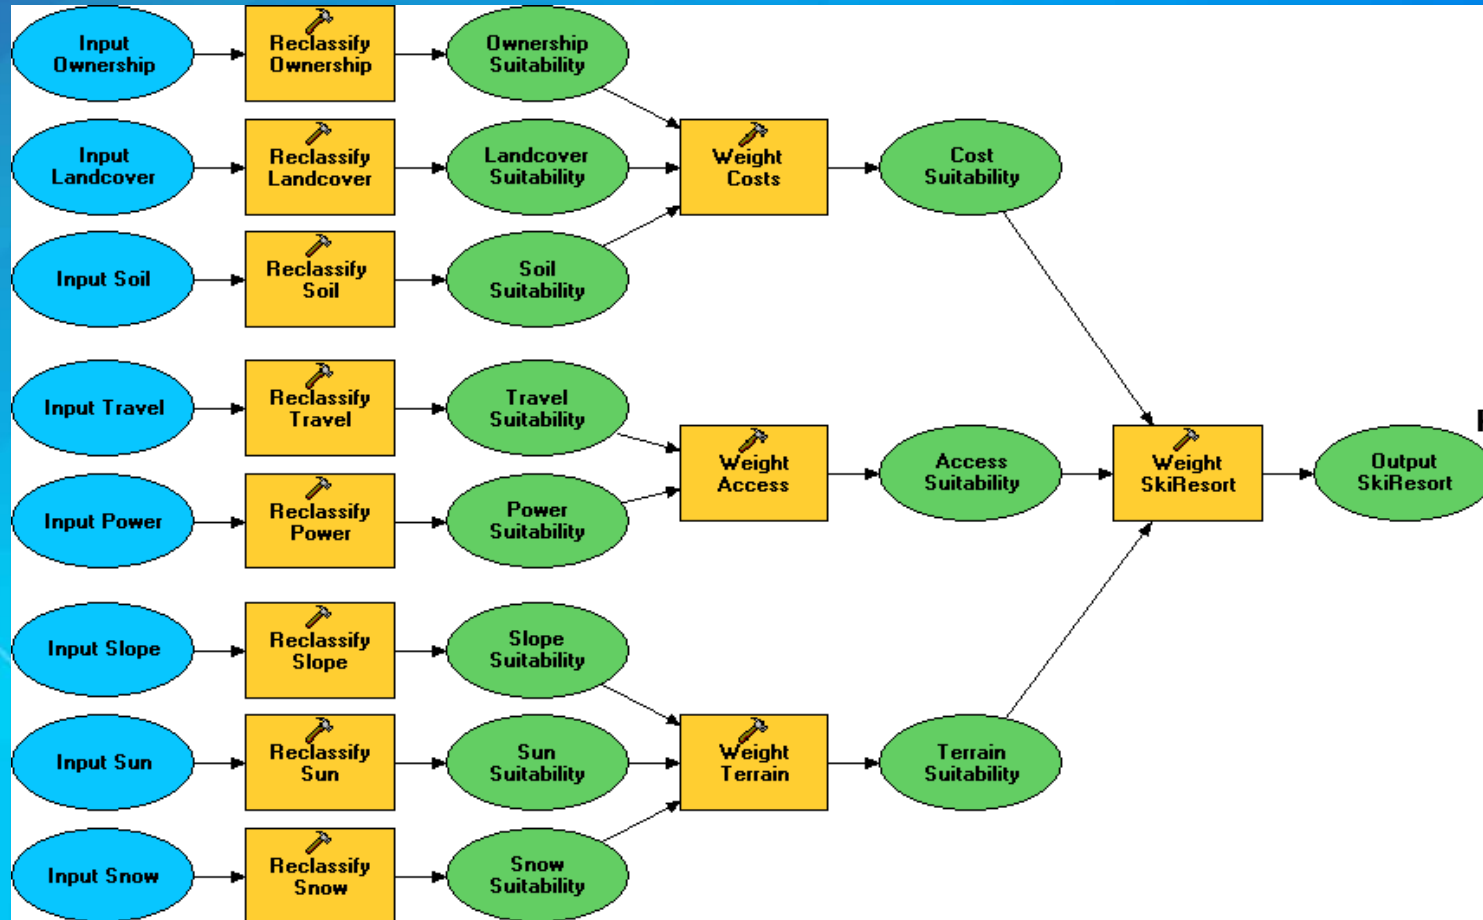 Input
Ownership
Reclassify
Ownership
Ownership
Suitability
Input
Landcover
Reclassify
Landcover
Landcover
Suitability
Weight
Costs
Cost
Suitability
Input Soil
Reclassify
Soil
Soil
Suitability
Input Travel
Reclassify
Travel
Travel
Suitability
Weight
Access
Access
Suitability
Weight
SkiResort
Output
SkiResort
Input Power
Reclassify
Power
Power
Suitability
Input Slope
Reclassify
Slope
Slope
Suitability
Input Sun
Reclassify
Sun
Sun
Suitability
Weight
Terrain
Terrain
Suitability
Input Snow
Reclassify
Snow
Snow
Suitability